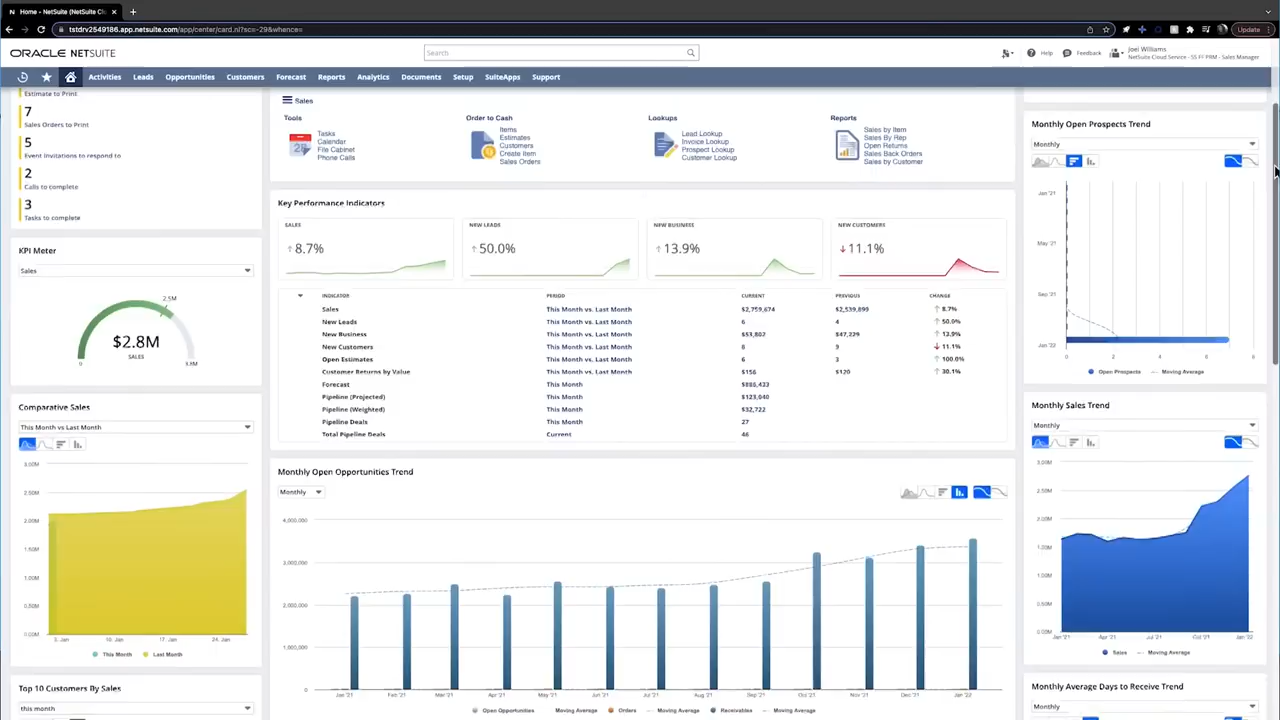 Home - NetSuite (NetSuite Cl
tstdrv2549186.app.netsuite.com/app/center/card.nl?sc=-29&whence=
Update
ORACLE NETSUITE
Search
Help
Feedback
Joel Williams
NetSuite Cloud Service - SS FF PRM - Sales Manager
Activities Leads Opportunities Customers Forecast Reports Analytics Documents Setup SuiteApps Support
Estimate to Print
7
Sales Orders to Print
5
Event Invitations to respond to
2
Calls to complete
3
Tasks to complete
KPI Meter
Sales
2.5M
$2.8M
SALES
0
Comparative Sales
This Month vs Last Month
3.00M
2.50M
2.00M
1.50M
1.00M
0.50M
0.00M
3. Jan 10. Jan 17. Jan 24. Jan
This Month Last Month
Top 10 Customers By Sales
this month
Sales
Tools
Tasks
Calendar
File Cabinet
Phone Calls
Order to Cash
Items
Estimates
Customers
Create Item
Sales Orders
Lookups
Lead Lookup
Invoice Lookup
Prospect Lookup
Customer Lookup
Reports
Sales by Item
Sales By Rep
Open Returns
Sales Back Orders
Sales by Customer
Key Performance Indicators
SALES
8.7%
NEW LEADS
50.0%
NEW BUSINESS
13.9%
NEW CUSTOMERS
11.1%
INDICATOR PERIOD CURRENT PREVIOUS CHANGE
Sales This Month vs. Last Month $2,759,674 $2,539,899 8.7%
New Leads This Month vs. Last Month 6 4 50.0%
New Business This Month vs. Last Month $53,802 $47,229 13.9%
New Customers This Month vs. Last Month 8 9 11.1%
Open Estimates This Month vs. Last Month 6 3 100.0%
Customer Returns by Value This Month vs. Last Month $156 $120 30.1%
Forecast This Month $886,433
Pipeline (Projected) This Month $123,040
Pipeline (Weighted) This Month $32,722
Pipeline Deals This Month 27
Total Pipeline Deals Current 46
Monthly Open Opportunities Trend
Monthly
4,000,000
3,000,000
2,000,000
1,000,000
0
Jan '21 Feb '21 Mar '21 Apr '21 May '21 Jun '21 Jul '21 Aug '21 Sep '21 Oct '21 Nov '21 Dec '21 Jan '22
Open Opportunities Moving Average Orders Moving Average Receivables Moving Average
Monthly Open Prospects Trend
Monthly
Jan '21
May '21
Sep '21
Jan '22
0 2 4 6 8
Open Prospects Moving Average
Monthly Sales Trend
Monthly
3.00M
2.50M
2.00M
1.50M
1.00M
0.50M
0.00M
Jan '21 Apr '21 Jul '21 Oct '21 Jan '22
Sales Moving Average
Monthly Average Days to Receive Trend
Monthly